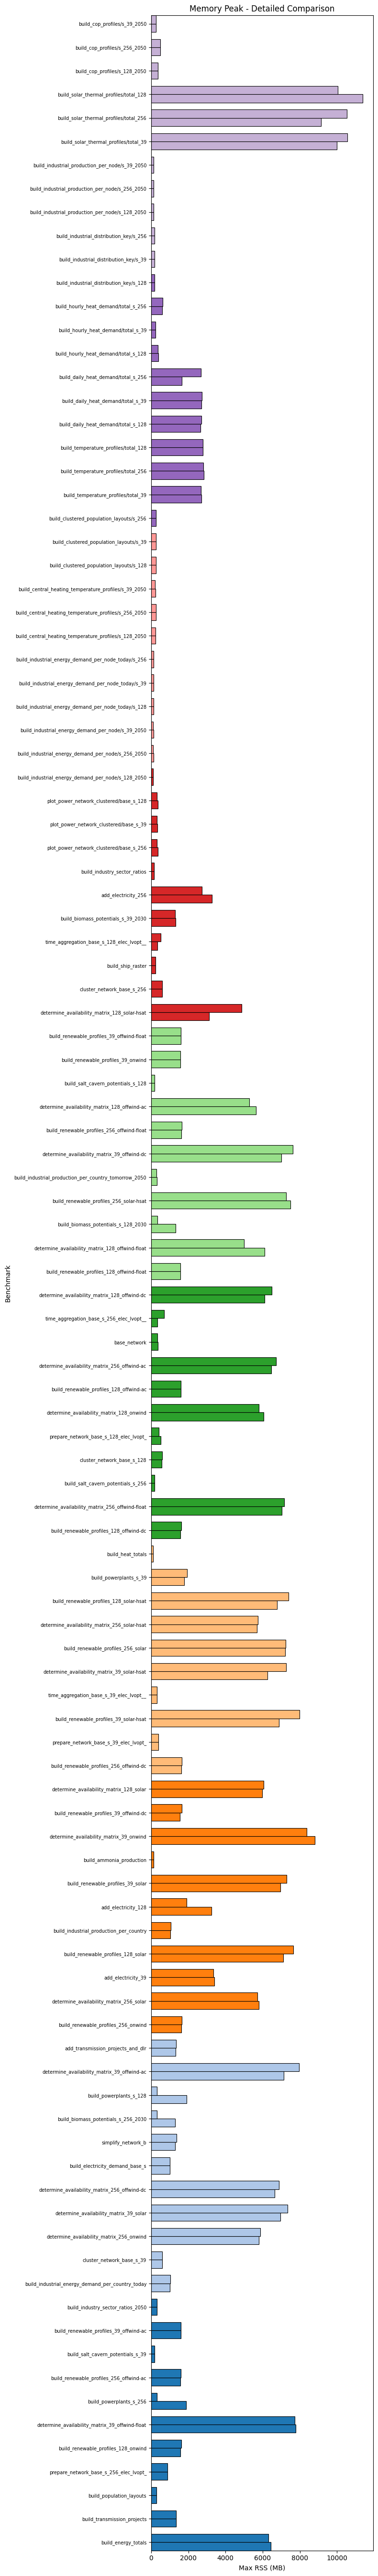 Memory Peak - Detailed Comparison
build_cop_profiles/s_39_2050
build_cop_profiles/s_256_2050
build_cop_profiles/s_128_2050
build_solar_thermal_profiles/total_128
build_solar_thermal_profiles/total_256
build_solar_thermal_profiles/total_39
build_industrial_production_per_node/s_39_2050
build_industrial_production_per_node/s_256_2050
build_industrial_production_per_node/s_128_2050
build_industrial_distribution_key/s_256
build_industrial_distribution_key/s_39
build_industrial_distribution_key/s_128
build_hourly_heat_demand/total_s_256
build_hourly_heat_demand/total_s_39
build_hourly_heat_demand/total_s_128
build_daily_heat_demand/total_s_256
build_daily_heat_demand/total_s_39
build_daily_heat_demand/total_s_128
build_temperature_profiles/total_128
build_temperature_profiles/total_256
build_temperature_profiles/total_39
build_clustered_population_layouts/s_256
build_clustered_population_layouts/s_39
build_clustered_population_layouts/s_128
build_central_heating_temperature_profiles/s_39_2050
build_central_heating_temperature_profiles/s_256_2050
build_central_heating_temperature_profiles/s_128_2050
build_industrial_energy_demand_per_node_today/s_256
build_industrial_energy_demand_per_node_today/s_39
build_industrial_energy_demand_per_node_today/s_128
build_industrial_energy_demand_per_node/s_39_2050
build_industrial_energy_demand_per_node/s_256_2050
build_industrial_energy_demand_per_node/s_128_2050
plot_power_network_clustered/base_s_128
plot_power_network_clustered/base_s_39
plot_power_network_clustered/base_s_256
build_industry_sector_ratios
add_electricity_256
build_biomass_potentials_s_39_2030
time_aggregation_base_s_128_elec_lvopt__
build_ship_raster
cluster_network_base_s_256
determine_availability_matrix_128_solar-hsat
build_renewable_profiles_39_offwind-float
build_renewable_profiles_39_onwind
build_salt_cavern_potentials_s_128
determine_availability_matrix_128_offwind-ac
build_renewable_profiles_256_offwind-float
determine_availability_matrix_39_offwind-dc
build_industrial_production_per_country_tomorrow_2050
build_renewable_profiles_256_solar-hsat
build_biomass_potentials_s_128_2030
determine_availability_matrix_128_offwind-float
build_renewable_profiles_128_offwind-float
determine_availability_matrix_128_offwind-dc
time_aggregation_base_s_256_elec_lvopt__
base_network
determine_availability_matrix_256_offwind-ac
build_renewable_profiles_128_offwind-ac
determine_availability_matrix_128_onwind
prepare_network_base_s_128_elec_lvopt_
cluster_network_base_s_128
build_salt_cavern_potentials_s_256
determine_availability_matrix_256_offwind-float
build_renewable_profiles_128_offwind-dc
build_heat_totals
build_powerplants_s_39
build_renewable_profiles_128_solar-hsat
determine_availability_matrix_256_solar-hsat
build_renewable_profiles_256_solar
determine_availability_matrix_39_solar-hsat
time_aggregation_base_s_39_elec_lvopt__
build_renewable_profiles_39_solar-hsat
prepare_network_base_s_39_elec_lvopt_
build_renewable_profiles_256_offwind-dc
determine_availability_matrix_128_solar
build_renewable_profiles_39_offwind-dc
determine_availability_matrix_39_onwind
build_ammonia_production
build_renewable_profiles_39_solar
add_electricity_128
build_industrial_production_per_country
build_renewable_profiles_128_solar
add_electricity_39
determine_availability_matrix_256_solar
build_renewable_profiles_256_onwind
add_transmission_projects_and_dlr
determine_availability_matrix_39_offwind-ac
build_powerplants_s_128
build_biomass_potentials_s_256_2030
simplify_network_b
build_electricity_demand_base_s
determine_availability_matrix_256_offwind-dc
determine_availability_matrix_39_solar
determine_availability_matrix_256_onwind
cluster_network_base_s_39
build_industrial_energy_demand_per_country_today
build_industry_sector_ratios_2050
build_renewable_profiles_39_offwind-ac
build_salt_cavern_potentials_s_39
build_renewable_profiles_256_offwind-ac
build_powerplants_s_256
determine_availability_matrix_39_offwind-float
build_renewable_profiles_128_onwind
prepare_network_base_s_256_elec_lvopt_
build_population_layouts
build_transmission_projects
build_energy_totals
Benchmark
0 2000 4000 6000 8000 10000
Max RSS (MB)